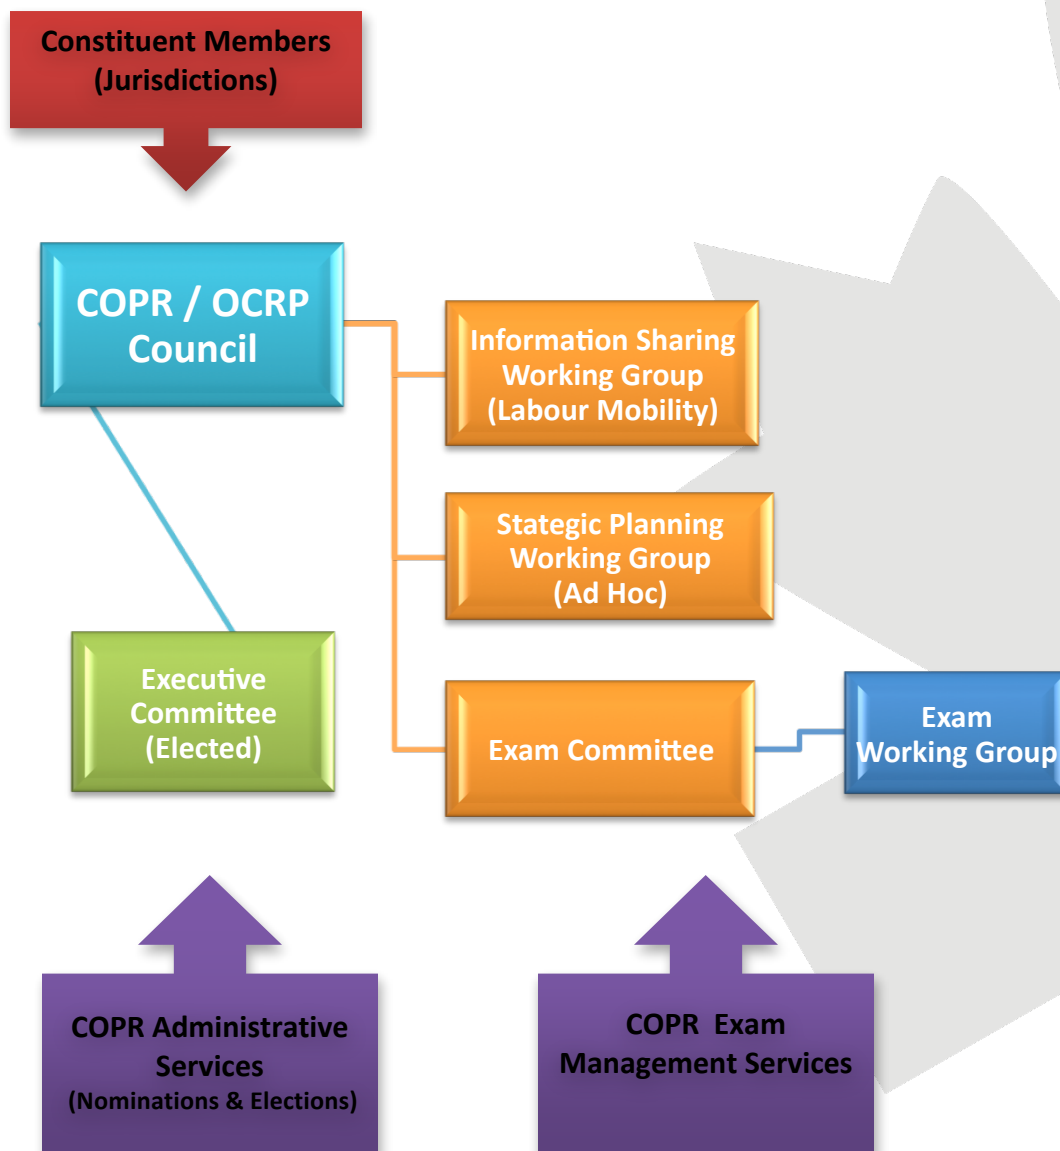 Constituent Members
(Jurisdictions)
COPR / OCRP
Council
Information Sharing
Working Group
(Labour Mobility)
Stategic Planning
Working Group
(Ad Hoc)
Executive
Committee
(Elected)
Exam Committee
Exam
Working Group
COPR Administrative
Services
(Nominations & Elections)
COPR Exam
Management Services